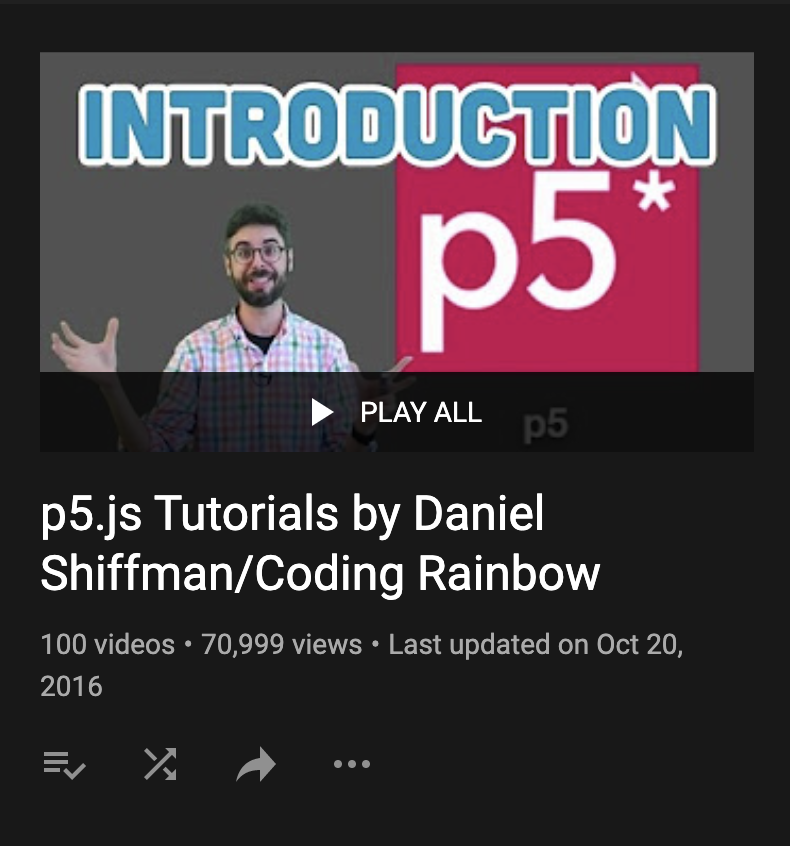 INTRODUCTION
p5*
PLAY ALL
p5
p5.js Tutorials by Daniel
Shiffman/Coding Rainbow
100 videos • 70,999 views • Last updated on Oct 20,
2016